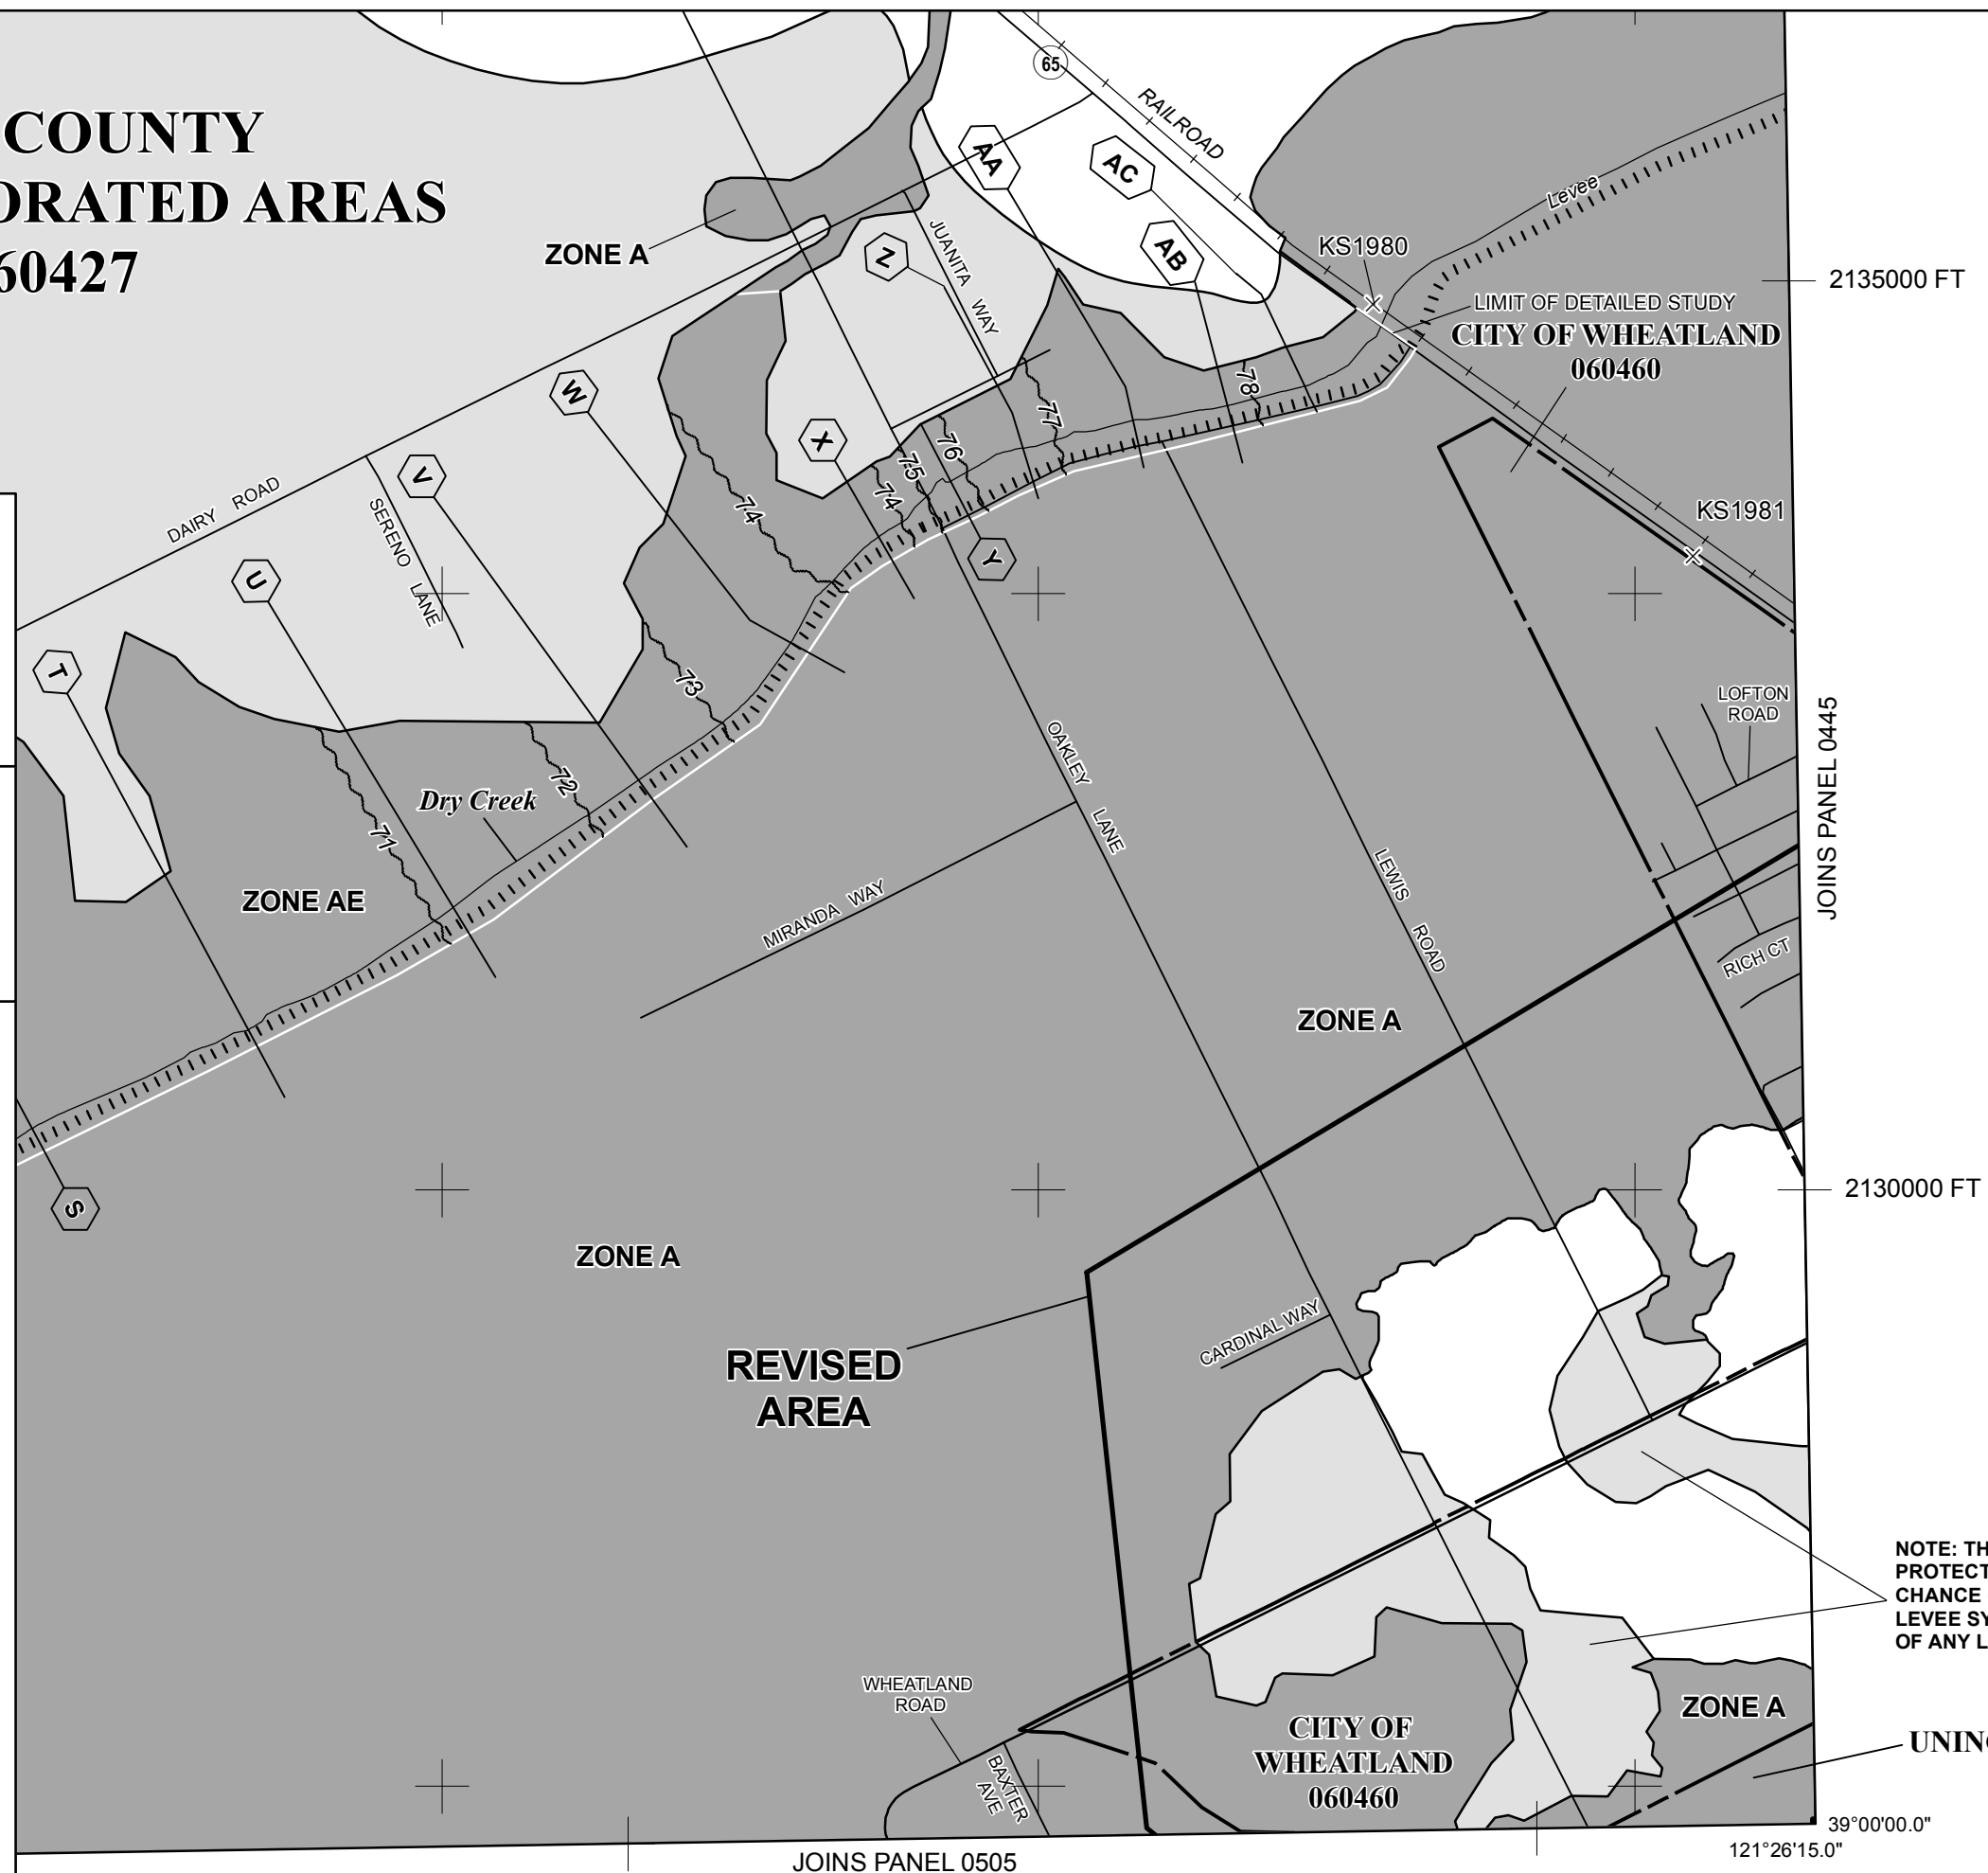 COUNTY
ORATED AREAS
60427
65
RAILROAD
AA
AC
AB
Z
JUANITA WAY
ZONE A
KS1980
Levee
2135000 FT
LIMIT OF DETAILED STUDY
CITY OF WHEATLAND
060460
W
X
V
U
T
S
Y
DAIRY ROAD
SERENO LANE
74
74
75
76
77
78
73
72
71
KS1981
LOFTON
ROAD
JOINS PANEL 0445
Dry Creek
ZONE AE
OAKLEY LANE
MIRANDA WAY
LEWIS ROAD
RICH CT
ZONE A
2130000 FT
ZONE A
REVISED
AREA
CARDINAL WAY
NOTE: TH
PROTECT
CHANCE
LEVEE SY
OF ANY L
WHEATLAND
ROAD
BAXTER
AVE
CITY OF
WHEATLAND
060460
ZONE A
UNIN
39°00'00.0"
121°26'15.0"
JOINS PANEL 0505